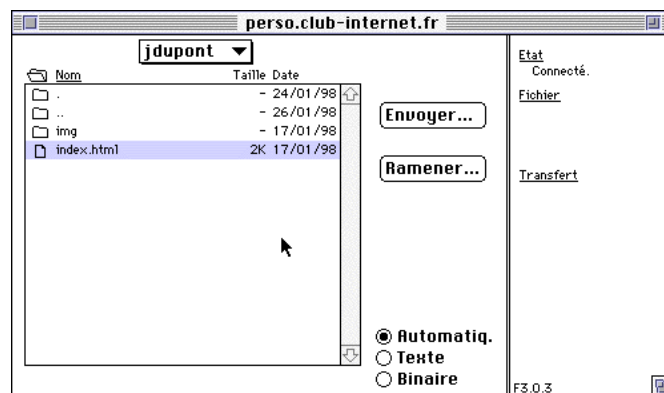 perso.club-internet.fr
jdupont
Nom Taille Date
. - 24/01/98
.. - 26/01/98
img - 17/01/98
index.html 2K 17/01/98
Envoyer...
Ramener...
Automatiq.
Texte
Binaire
Etat
Connecté.
Fichier
Transfert
F3.0.3